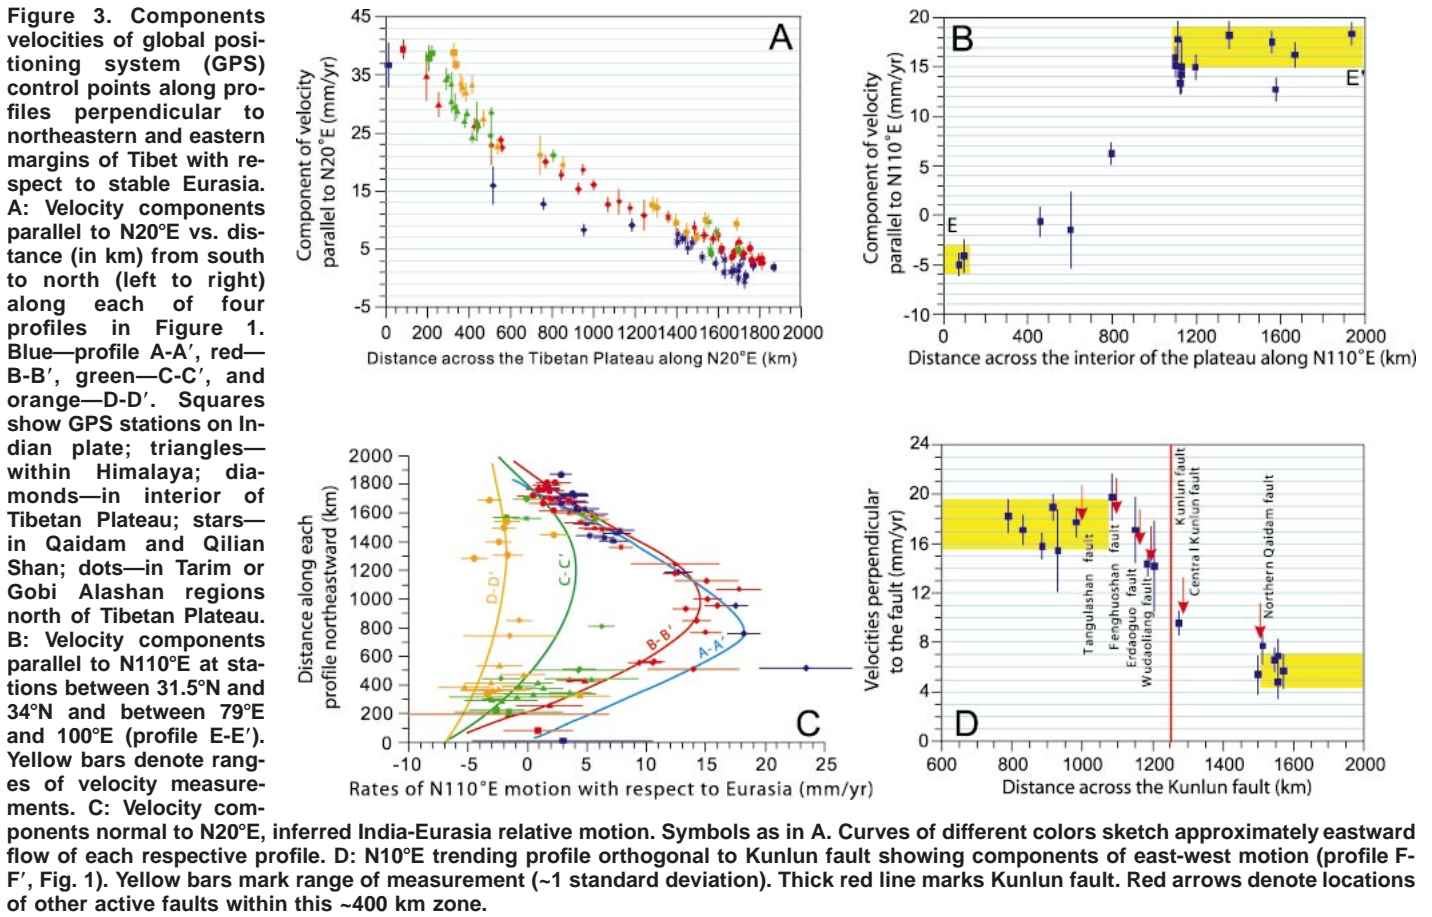 Figure 3. Components
velocities of global posi-
tioning system (GPS)
control points along pro-
files perpendicular to
northeastern and eastern
margins of Tibet with re-
spect to stable Eurasia.
A: Velocity components
parallel to N20°E vs. dis-
tance (in km) from south
to north (left to right)
along each of four
profiles in Figure 1.
Blue—profile A-A′, red—
B-B′, green—C-C′, and
orange—D-D′. Squares
show GPS stations on In-
dian plate; triangles—
within Himalaya; dia-
monds—in interior of
Tibetan Plateau; stars—
in Qaidam and Qilian
Shan; dots—in Tarim or
Gobi Alashan regions
north of Tibetan Plateau.
B: Velocity components
parallel to N110°E at sta-
tions between 31.5°N and
34°N and between 79°E
and 100°E (profile E-E′).
Yellow bars denote rang-
es of velocity measure-
ments. C: Velocity com-
ponents normal to N20°E, inferred India-Eurasia relative motion. Symbols as in A. Curves of different colors sketch approximately eastward
flow of each respective profile. D: N10°E trending profile orthogonal to Kunlun fault showing components of east-west motion (profile F-
F′, Fig. 1). Yellow bars mark range of measurement (~1 standard deviation). Thick red line marks Kunlun fault. Red arrows denote locations
of other active faults within this ~400 km zone.
A
Component of velocity
parallel to N20°E (mm/yr)
45
35
25
15
5
-5
0 200 400 600 800 1000 1200 1400 1600 1800 2000
Distance across the Tibetan Plateau along N20°E (km)
B
Component of velocity
parallel to N110°E (mm/yr)
20
15
10
5
0
-5
-10
E
E'
0 400 800 1200 1600 2000
Distance across the interior of the plateau along N110°E (km)
C
Distance along each
profile northeastward (km)
2000
1800
1600
1400
1200
1000
800
600
400
200
0
D-D'
C-C'
B-B'
A-A'
-10 -5 0 5 10 15 20 25
Rates of N110°E motion with respect to Eurasia (mm/yr)
D
Velocities perpendicular
to the fault (mm/yr)
24
20
16
12
8
4
0
Tangulashan fault
Fenghuoshan fault
Erdaoguo fault
Wudaoliang fault
Kunlun fault
Central Kunlun fault
Northern Qaidam fault
600 800 1000 1200 1400 1600 2000
Distance across the Kunlun fault (km)